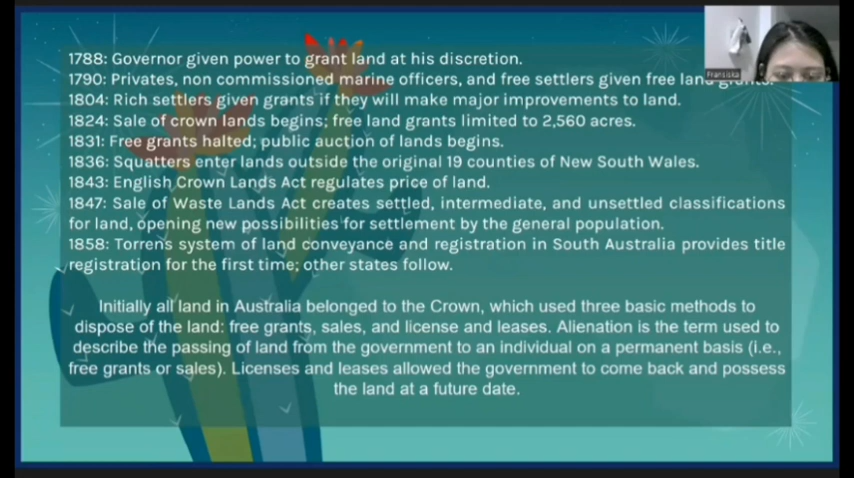 1788: Governor given power to grant land at his discretion.
1790: Privates, non commissioned marine officers, and free settlers given free land grants.
1804: Rich settlers given grants if they will make major improvements to land.
1824: Sale of crown lands begins; free land grants limited to 2,560 acres.
1831: Free grants halted; public auction of lands begins.
1836: Squatters enter lands outside the original 19 counties of New South Wales.
1843: English Crown Lands Act regulates price of land.
1847: Sale of Waste Lands Act creates settled, intermediate, and unsettled classifications
for land, opening new possibilities for settlement by the general population.
1858: Torrens system of land conveyance and registration in South Australia provides title
registration for the first time; other states follow.
Initially all land in Australia belonged to the Crown, which used three basic methods to
dispose of the land: free grants, sales, and license and leases. Alienation is the term used to
describe the passing of land from the government to an individual on a permanent basis (i.e.,
free grants or sales). Licenses and leases allowed the government to come back and possess
the land at a future date.
Fransiska